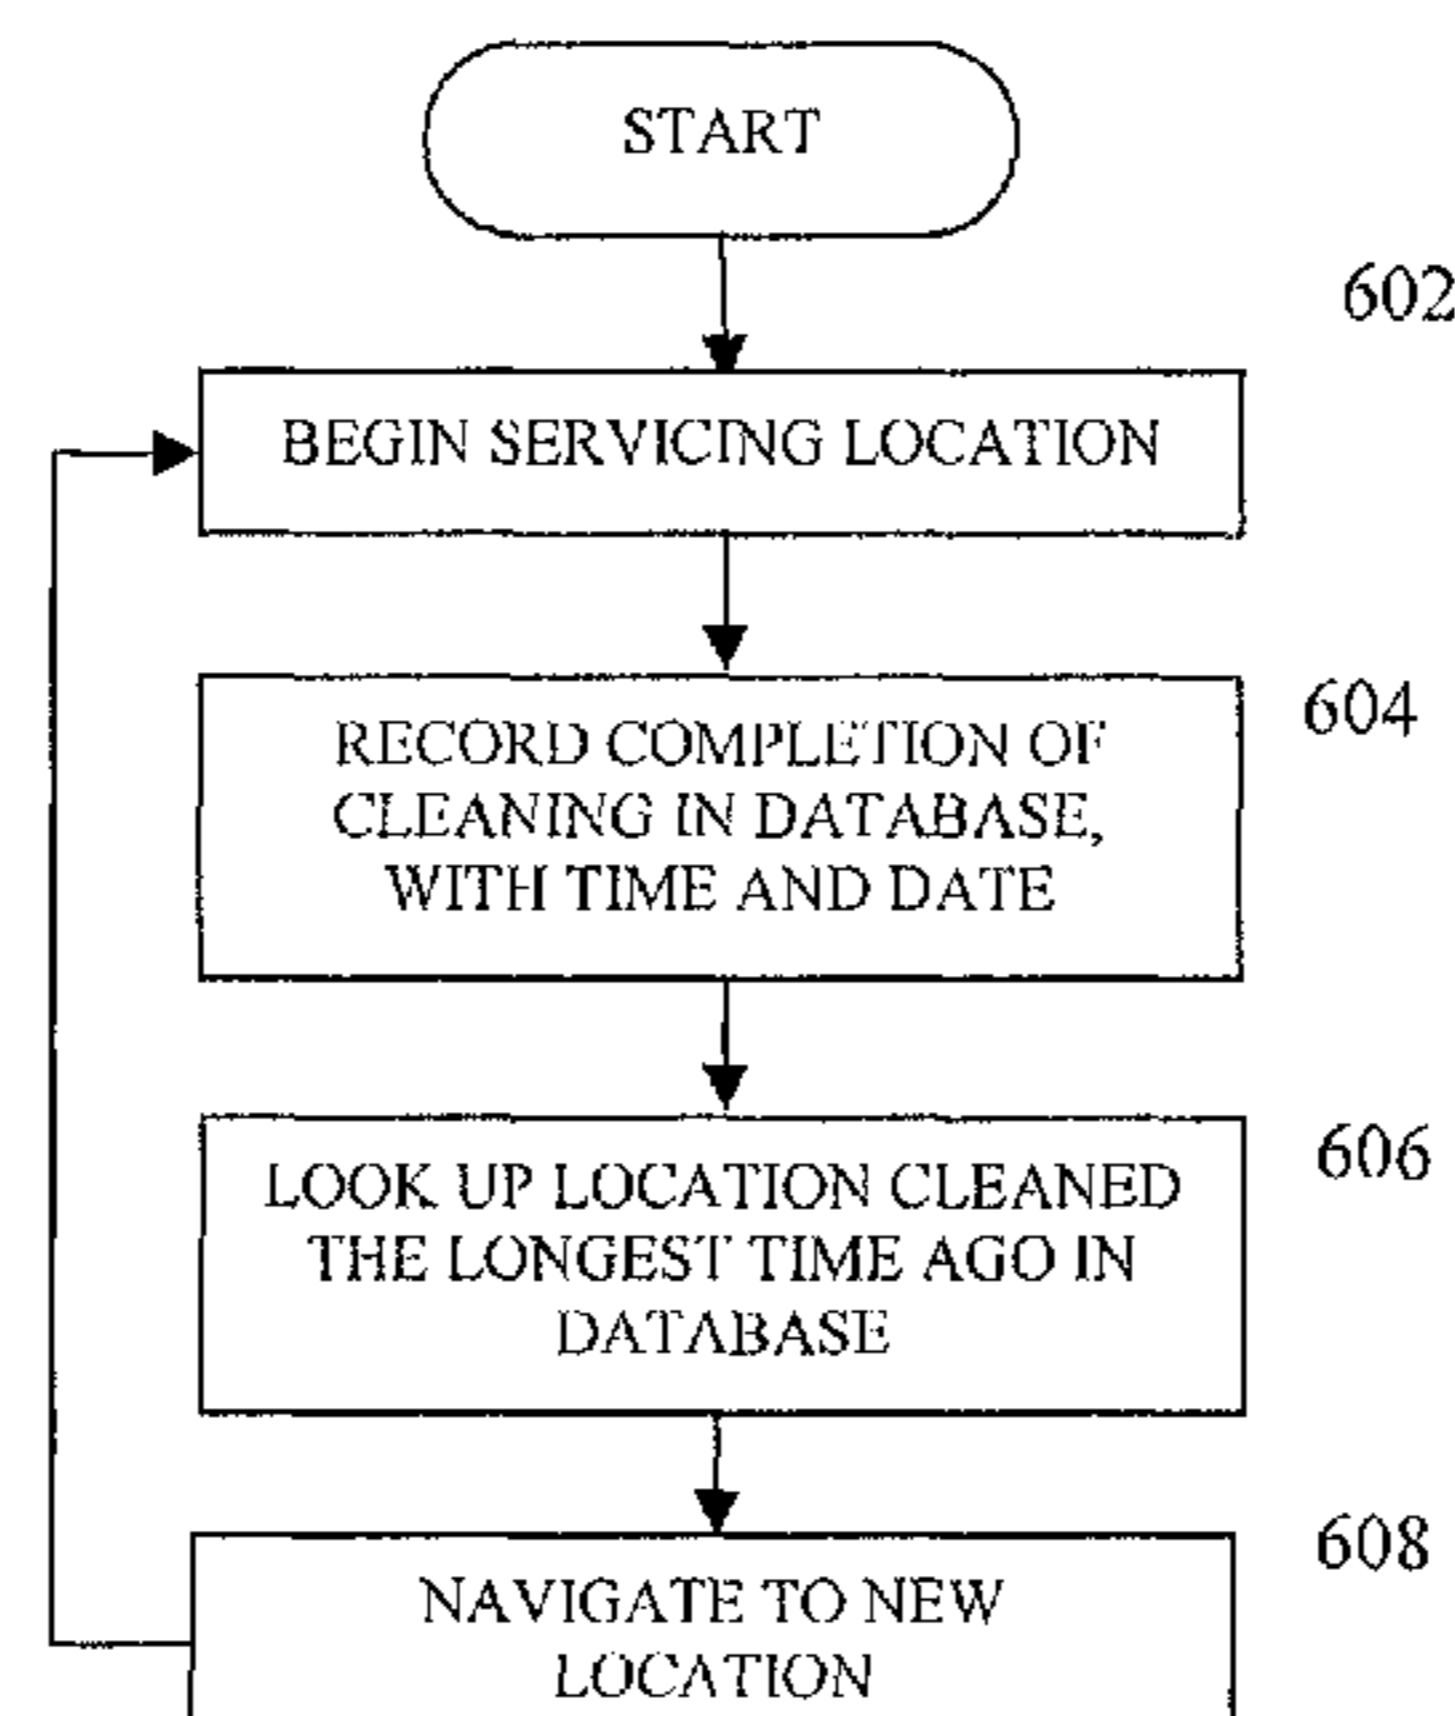 START
602
BEGIN SERVICING LOCATION
604
RECORD COMPLETION OF
CLEANING IN DATABASE,
WITH TIME AND DATE
606
LOOK UP LOCATION CLEANED
THE LONGEST TIME AGO IN
DATABASE
608
NAVIGATE TO NEW
LOCATION